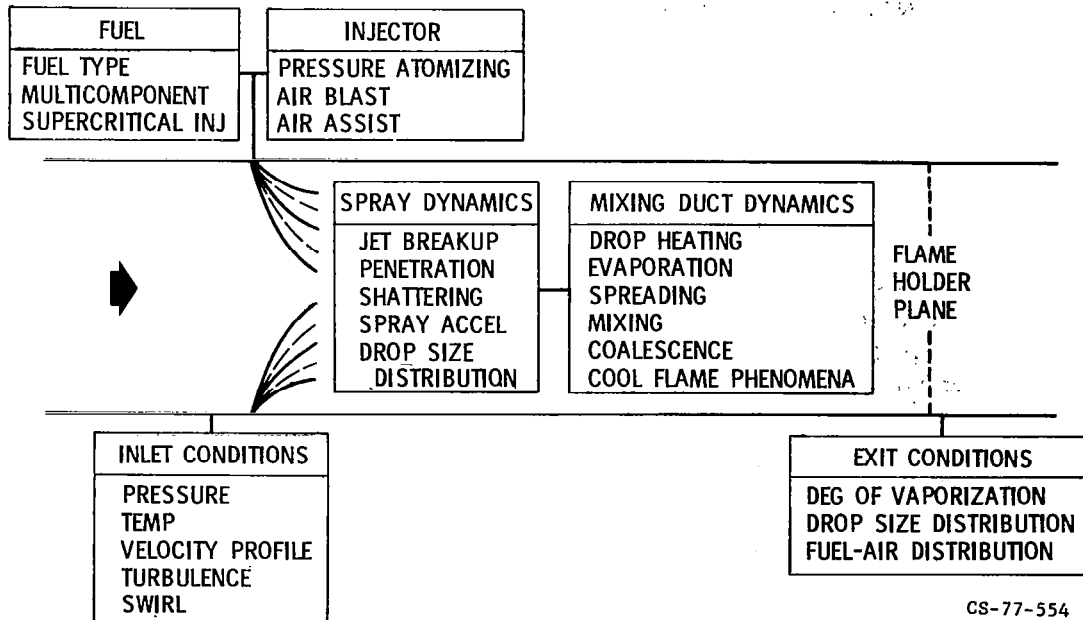 FUEL
FUEL TYPE
MULTICOMPONENT
SUPERCRITICAL INJ
INJECTOR
PRESSURE ATOMIZING
AIR BLAST
AIR ASSIST
SPRAY DYNAMICS
JET BREAKUP
PENETRATION
SHATTERING
SPRAY ACCEL
DROP SIZE
DISTRIBUTION
MIXING DUCT DYNAMICS
DROP HEATING
EVAPORATION
SPREADING
MIXING
COALESCENCE
COOL FLAME PHENOMENA
FLAME
HOLDER
PLANE
INLET CONDITIONS
PRESSURE
TEMP
VELOCITY PROFILE
TURBULENCE
SWIRL
EXIT CONDITIONS
DEG OF VAPORIZATION
DROP SIZE DISTRIBUTION
FUEL-AIR DISTRIBUTION
CS-77-554